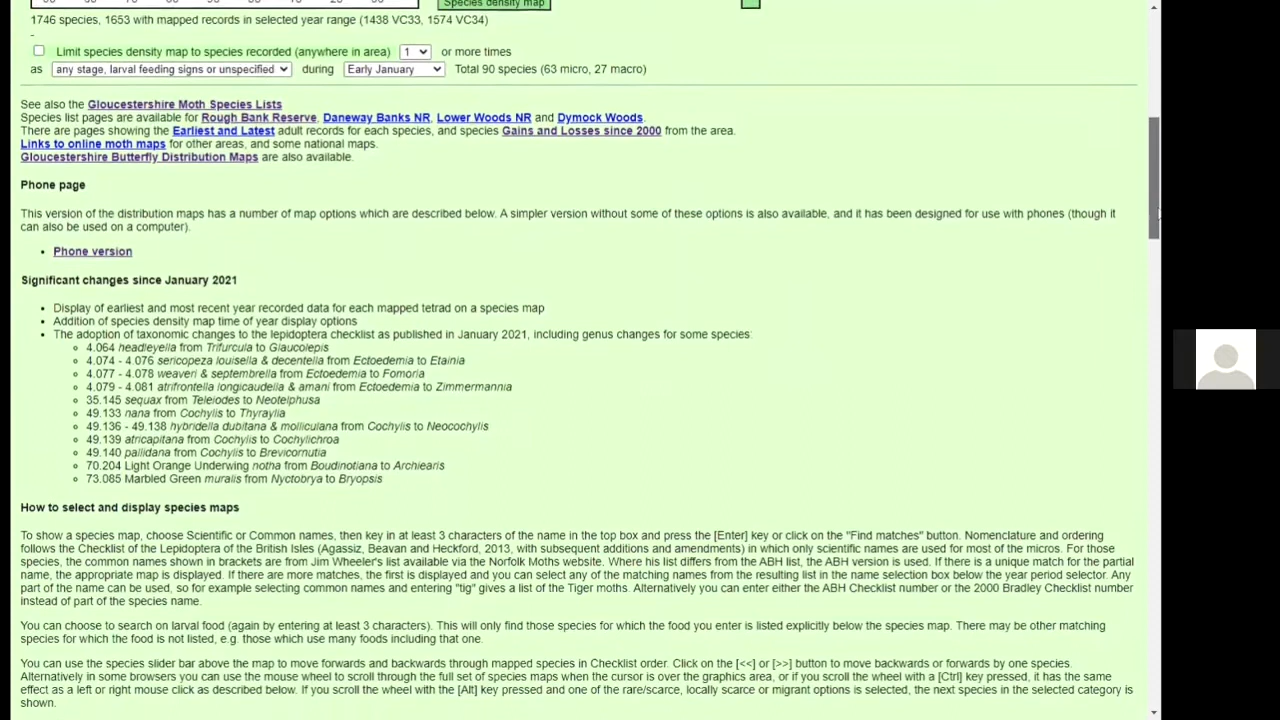 Species density map
1746 species, 1653 with mapped records in selected year range (1438 VC33, 1574 VC34)
-
Limit species density map to species recorded (anywhere in area) 1 or more times
as any stage, larval feeding signs or unspecified during Early January Total 90 species (63 micro, 27 macro)
See also the Gloucestershire Moth Species Lists
Species list pages are available for Rough Bank Reserve, Daneway Banks NR, Lower Woods NR and Dymock Woods.
There are pages showing the Earliest and Latest adult records for each species, and species Gains and Losses since 2000 from the area.
Links to online moth maps for other areas, and some national maps.
Gloucestershire Butterfly Distribution Maps are also available.
Phone page
This version of the distribution maps has a number of map options which are described below. A simpler version without some of these options is also available, and it has been designed for use with phones (though it
can also be used on a computer).
• Phone version
Significant changes since January 2021
• Display of earliest and most recent year recorded data for each mapped tetrad on a species map
• Addition of species density map time of year display options
• The adoption of taxonomic changes to the lepidoptera checklist as published in January 2021, including genus changes for some species:
4.064 headleyella from Trifurcula to Glaucolepis
4.074 - 4.076 sericopeza louisella & decentella from Ectoedemia to Etainia
4.077 - 4.078 weaveri & septembrella from Ectoedemia to Fomoria
4.079 - 4.081 atrifrontella longicaudella & amani from Ectoedemia to Zimmermannia
35.145 sequax from Teleiodes to Neotelphusa
49.133 nana from Cochylis to Thyraylia
49.136 - 49.138 hybridella dubitana & molliculana from Cochylis to Neocochylis
49.139 atricapitana from Cochylis to Cochylichroa
49.140 pallidana from Cochylis to Brevicornutia
70.204 Light Orange Underwing notha from Boudinotiana to Archiearis
73.085 Marbled Green muralis from Nyctobrya to Bryopsis
How to select and display species maps
To show a species map, choose Scientific or Common names, then key in at least 3 characters of the name in the top box and press the [Enter] key or click on the "Find matches" button. Nomenclature and ordering
follows the Checklist of the Lepidoptera of the British Isles (Agassiz, Beavan and Heckford, 2013, with subsequent additions and amendments) in which only scientific names are used for most of the micros. For those
species, the common names shown in brackets are from Jim Wheeler's list available via the Norfolk Moths website. Where his list differs from the ABH list, the ABH version is used. If there is a unique match for the partial
name, the appropriate map is displayed. If there are more matches, the first is displayed and you can select any of the matching names from the resulting list in the name selection box below the year period selector. Any
part of the name can be used, so for example selecting common names and entering "tig" gives a list of the Tiger moths. Alternatively you can enter either the ABH Checklist number or the 2000 Bradley Checklist number
instead of part of the species name.
You can choose to search on larval food (again by entering at least 3 characters). This will only find those species for which the food you enter is listed explicitly below the species map. There may be other matching
species for which the food is not listed, e.g. those which use many foods including that one.
You can use the species slider bar above the map to move forwards and backwards through mapped species in Checklist order. Click on the [<<] or [>>] button to move backwards or forwards by one species.
Alternatively in some browsers you can use the mouse wheel to scroll through the full set of species maps when the cursor is over the graphics area, or if you scroll the wheel with a [Ctrl] key pressed, it has the same
effect as a left or right mouse click as described below. If you scroll the wheel with the [Alt] key pressed and one of the rare/scarce, locally scarce or migrant options is selected, the next species in the selected category is
shown.